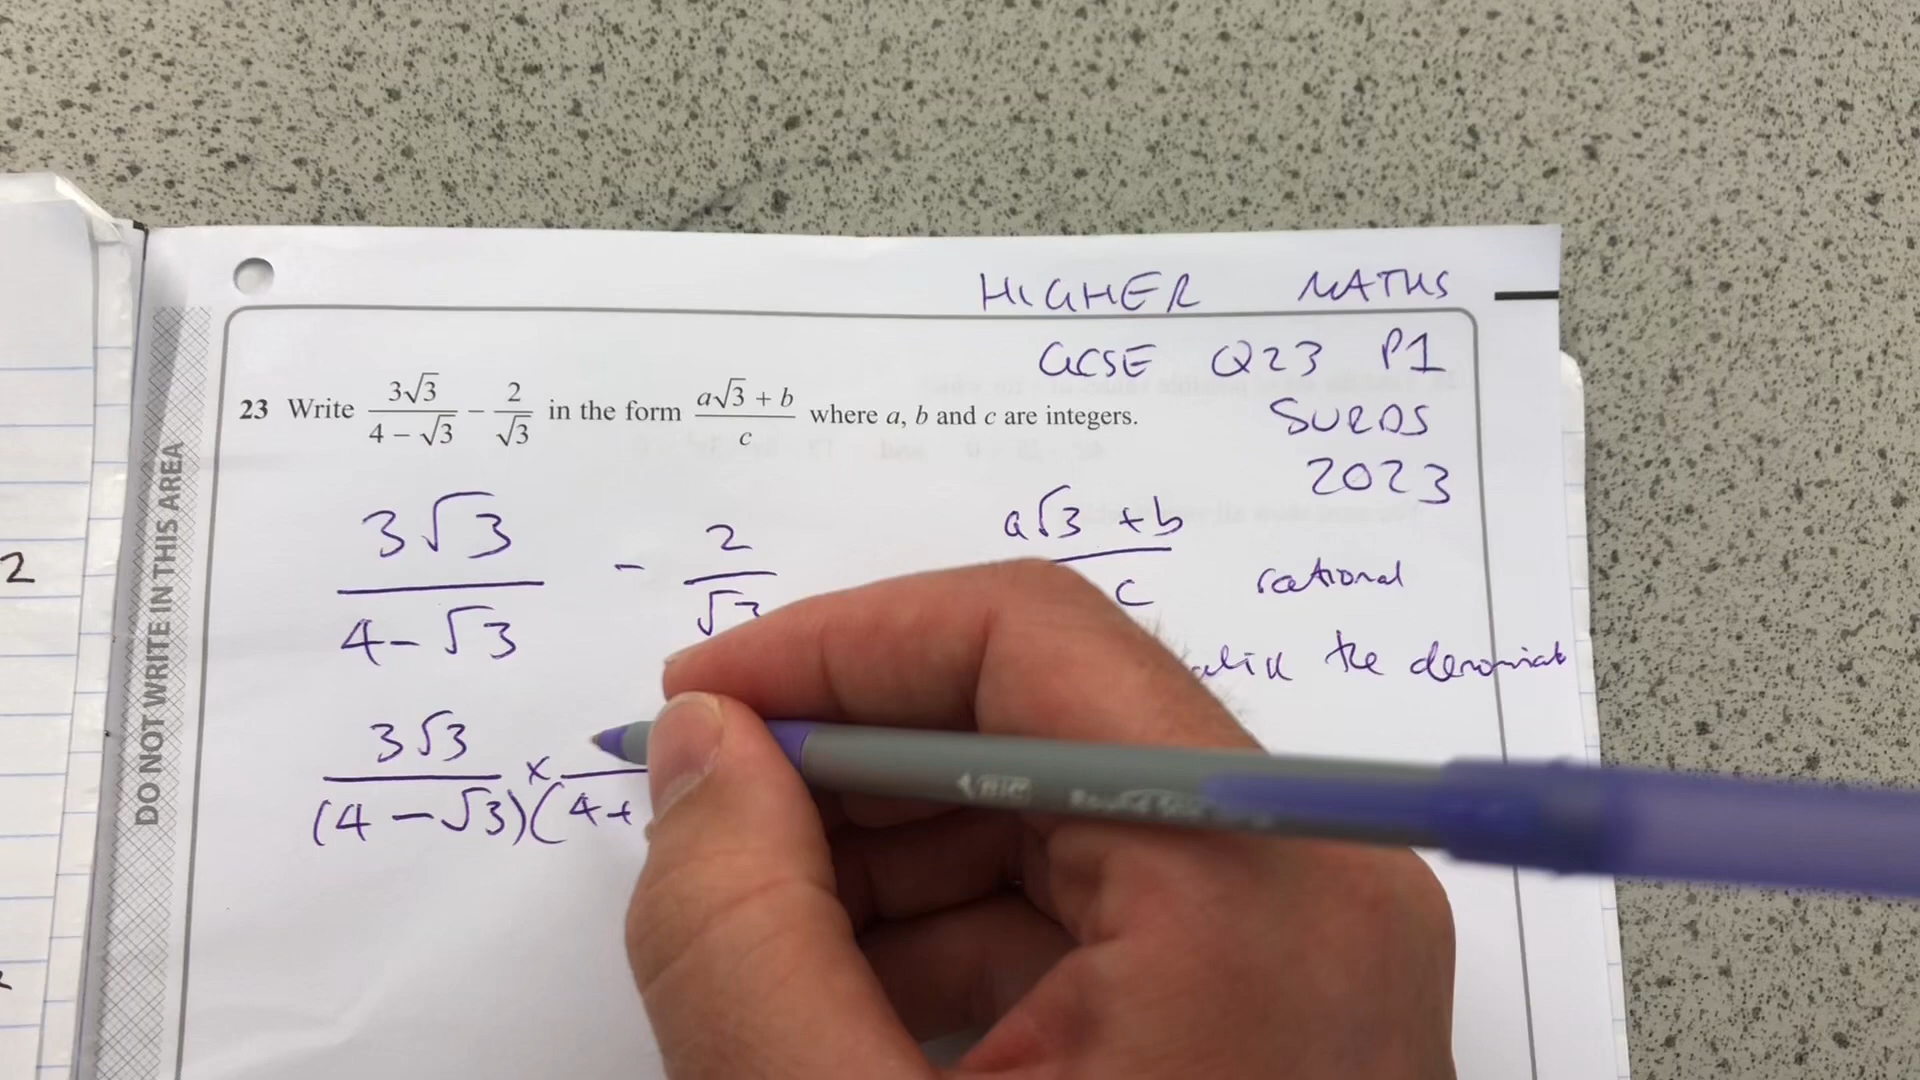 HIGHER MATHS
GCSE Q23 P1
SURDS
2023
DO NOT WRITE IN THIS AREA
23 Write 3√3/(4 − √3) − 2/√3 in the form (a√3 + b)/c where a, b and c are integers.
3√3/(4-√3) - 2/√3
a√3 +b
c
rational
the
3√3
(4-√3) × (4+
2
BIC